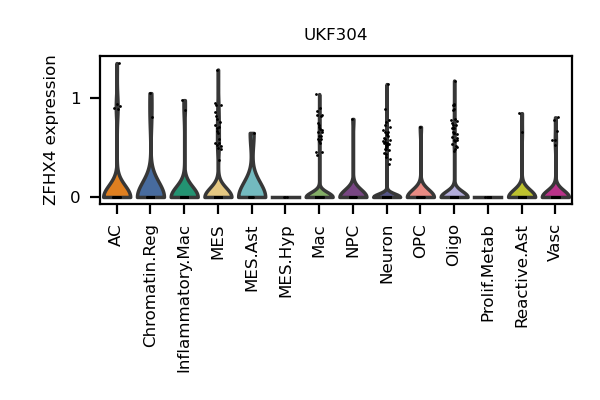 UKF304
ZFHX4 expression
1
0
AC
Chromatin.Reg
Inflammatory.Mac
MES
MES.Ast
MES.Hyp
Mac
NPC
Neuron
OPC
Oligo
Prolif.Metab
Reactive.Ast
Vasc